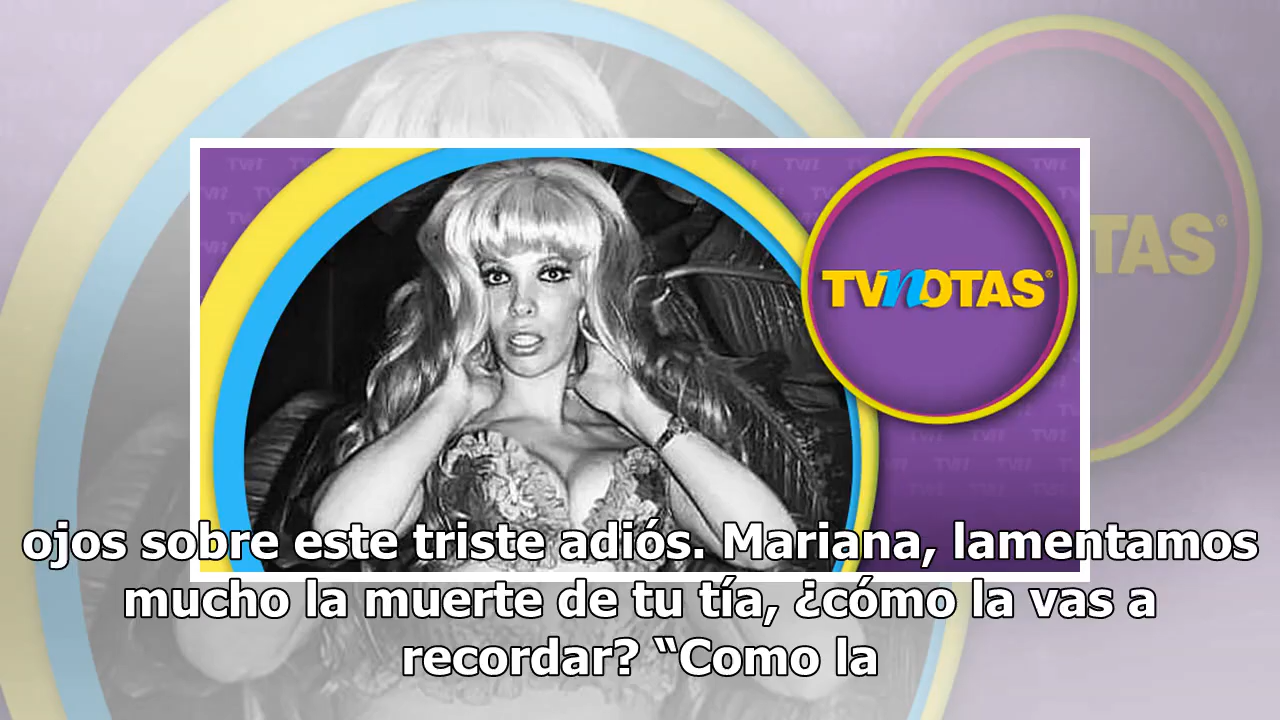 TVnOTAS®
TAS®
ojos sobre este triste adiós. Mariana, lamentamos
mucho la muerte de tu tía, ¿cómo la vas a
recordar? “Como la